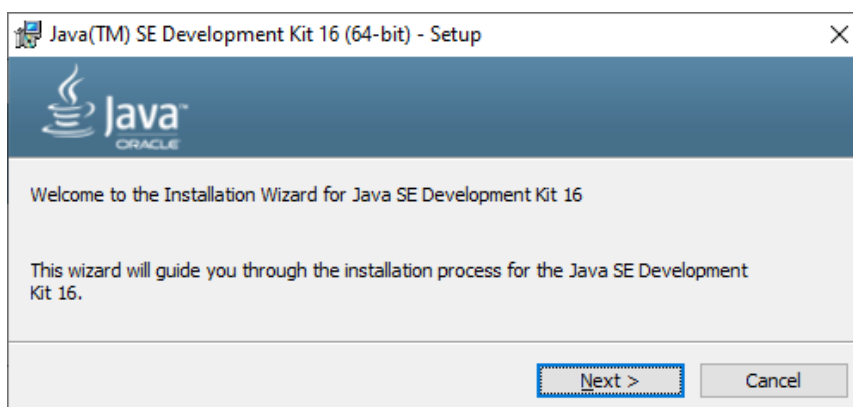 Java(TM) SE Development Kit 16 (64-bit) - Setup
Java™
ORACLE
Welcome to the Installation Wizard for Java SE Development Kit 16
This wizard will guide you through the installation process for the Java SE Development
Kit 16.
Next >
Cancel